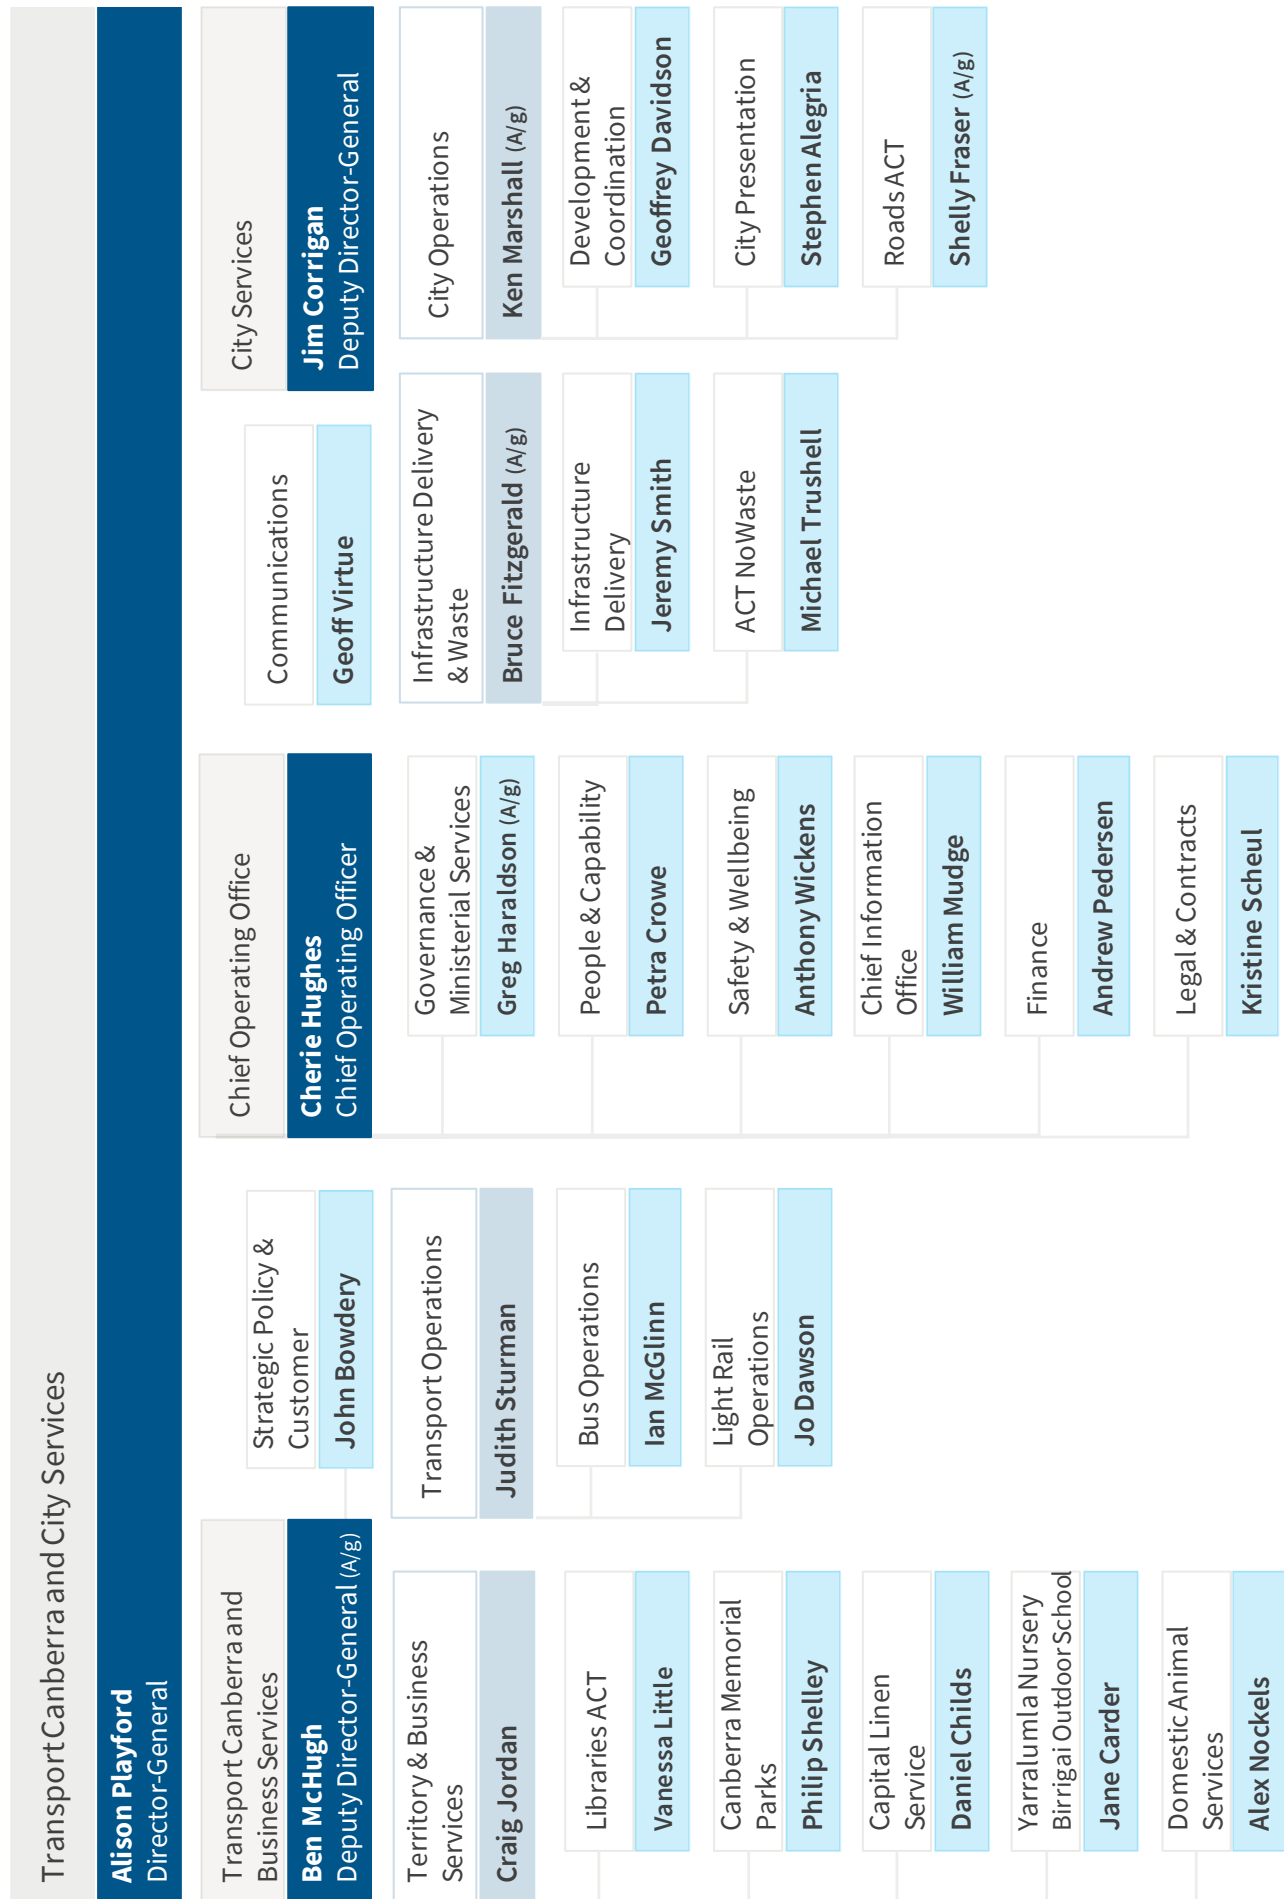 Transport Canberra and City Services
Alison Playford
Director-General
Transport Canberra and
Business Services
Ben McHugh
Deputy Director-General (A/g)
Strategic Policy &
Customer
John Bowdery
Territory & Business
Services
Craig Jordan
Libraries ACT
Vanessa Little
Canberra Memorial
Parks
Philip Shelley
Capital Linen
Service
Daniel Childs
Yarralumla Nursery
Birrigai Outdoor School
Jane Carder
Domestic Animal
Services
Alex Nockels
Transport Operations
Judith Sturman
Bus Operations
Ian McGlinn
Light Rail
Operations
Jo Dawson
Chief Operating Office
Cherie Hughes
Chief Operating Officer
Governance &
Ministerial Services
Greg Haraldson (A/g)
People & Capability
Petra Crowe
Safety & Wellbeing
Anthony Wickens
Chief Information
Office
William Mudge
Finance
Andrew Pedersen
Legal & Contracts
Kristine Scheul
Communications
Geoff Virtue
City Services
Jim Corrigan
Deputy Director-General
Infrastructure Delivery
& Waste
Bruce Fitzgerald (A/g)
Infrastructure
Delivery
Jeremy Smith
ACT NoWaste
Michael Trushell
City Operations
Ken Marshall (A/g)
Development &
Coordination
Geoffrey Davidson
City Presentation
Stephen Alegria
Roads ACT
Shelly Fraser (A/g)